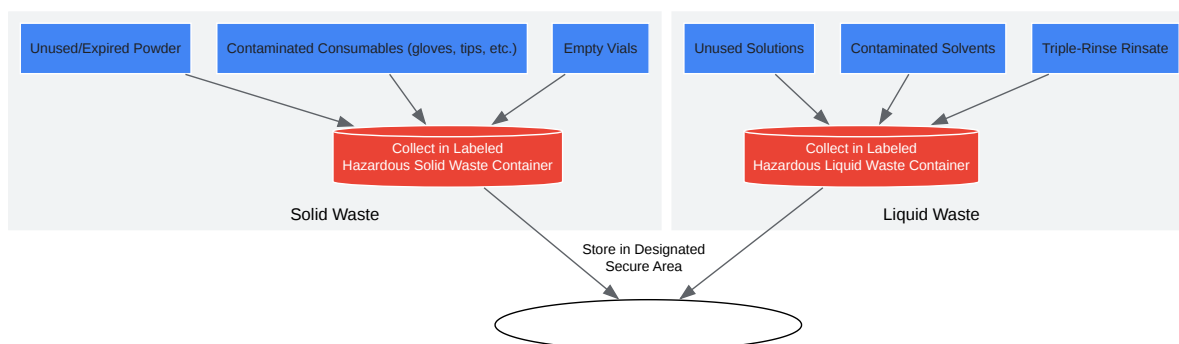 Unused/Expired Powder
Contaminated Consumables (gloves, tips, etc.)
Empty Vials
Unused Solutions
Contaminated Solvents
Triple-Rinse Rinsate
Collect in Labeled
Hazardous Solid Waste Container
Collect in Labeled
Hazardous Liquid Waste Container
Solid Waste
Liquid Waste
Store in Designated
Secure Area